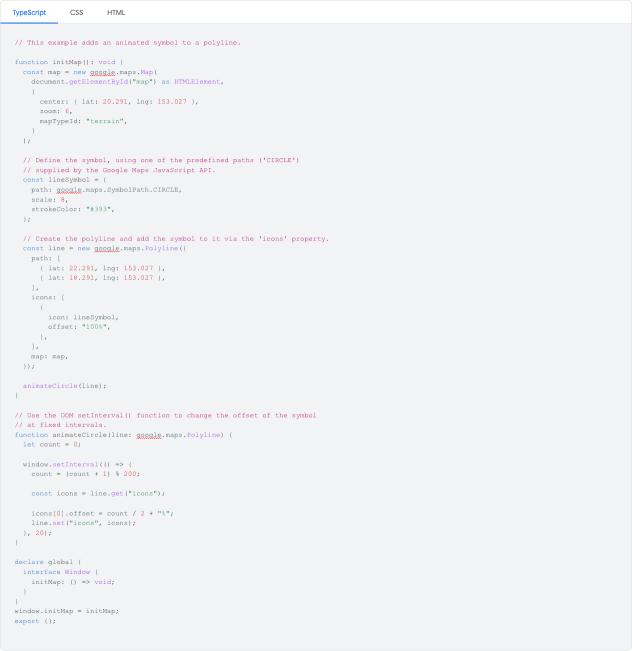 TypeScript CSS HTML
// This example adds an animated symbol to a polyline.
function initMap(): void {
const map = new google.maps.Map(
document.getElementById("map") as HTMLElement,
{
center: { lat: 20.291, lng: 153.027 },
zoom: 6,
mapTypeId: "terrain",
}
);
// Define the symbol, using one of the predefined paths ('CIRCLE')
// supplied by the Google Maps JavaScript API.
const lineSymbol = {
path: google.maps.SymbolPath.CIRCLE,
scale: 8,
strokeColor: "#393",
};
// Create the polyline and add the symbol to it via the 'icons' property.
const line = new google.maps.Polyline({
path: [
{ lat: 22.291, lng: 153.027 },
{ lat: 18.291, lng: 153.027 },
],
icons: [
{
icon: lineSymbol,
offset: "100%",
},
],
map: map,
});
animateCircle(line);
}
// Use the DOM setInterval() function to change the offset of the symbol
// at fixed intervals.
function animateCircle(line: google.maps.Polyline) {
let count = 0;
window.setInterval(() => {
count = (count + 1) % 200;
const icons = line.get("icons");
icons[0].offset = count / 2 + "%";
line.set("icons", icons);
}, 20);
}
declare global {
interface Window {
initMap: () => void;
}
}
window.initMap = initMap;
export {};